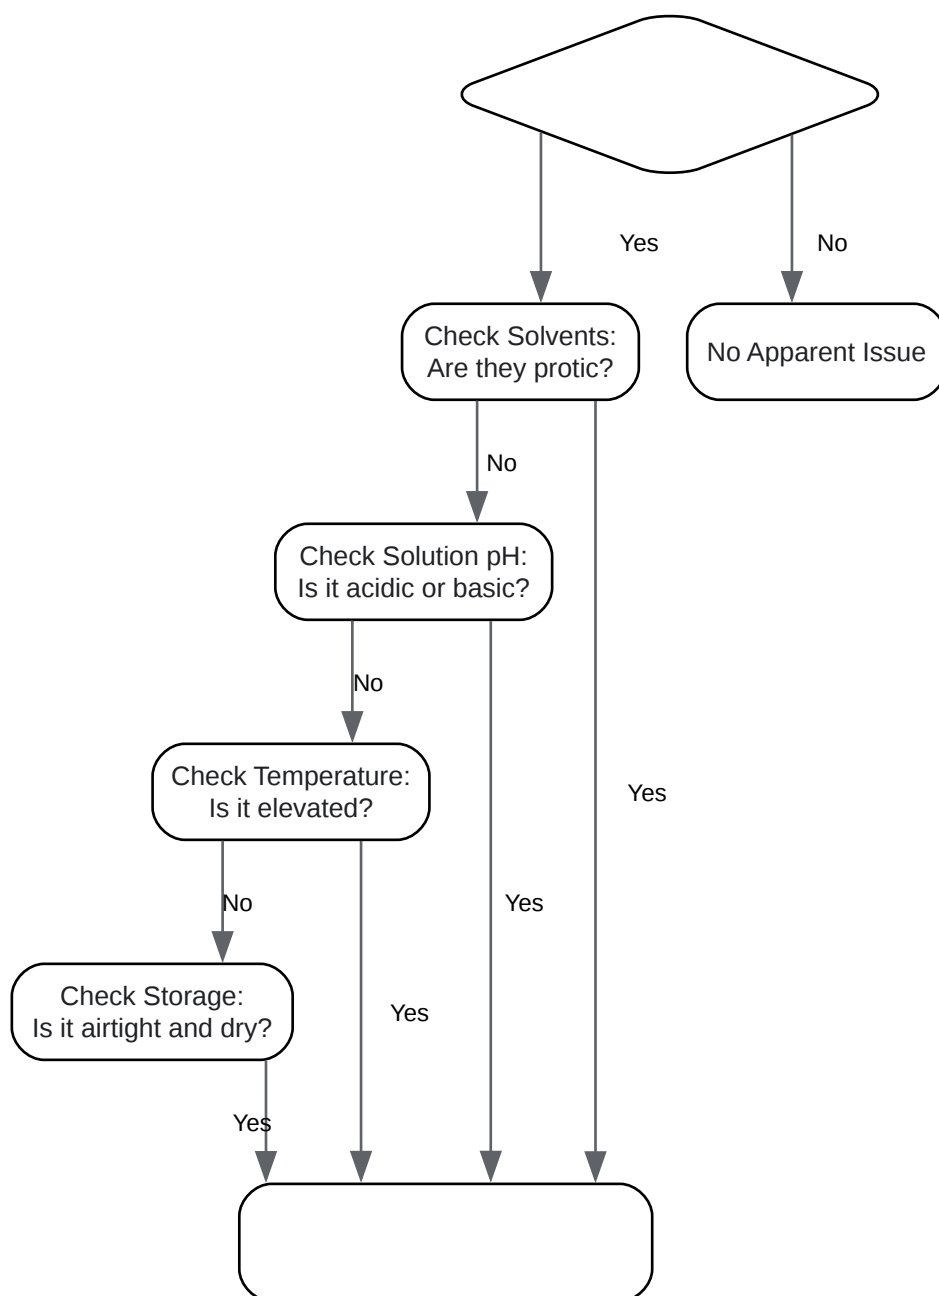 Yes
No
Check Solvents:
Are they protic?
No Apparent Issue
No
Check Solution pH:
Is it acidic or basic?
No
Check Temperature:
Is it elevated?
Yes
No
Yes
Check Storage:
Is it airtight and dry?
Yes
Yes